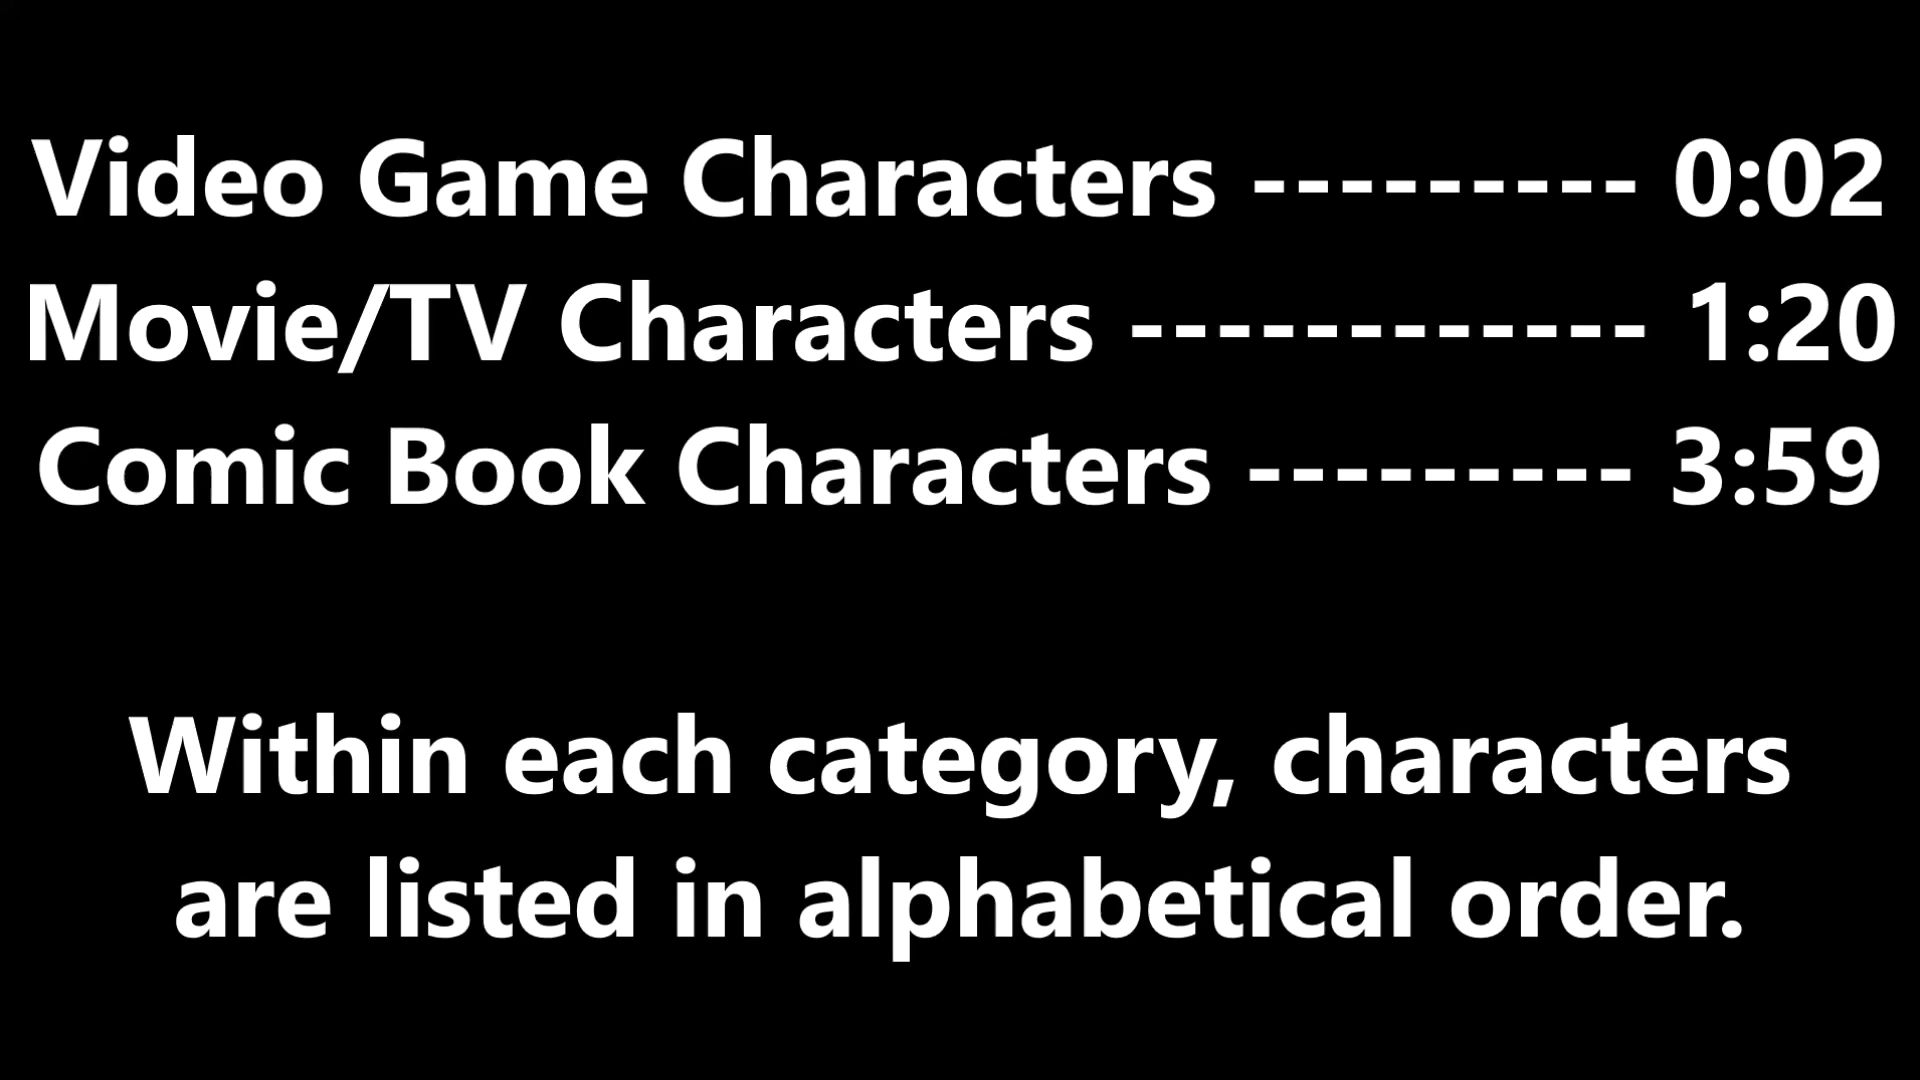 Video Game Characters --------- 0:02
Movie/TV Characters ------------ 1:20
Comic Book Characters --------- 3:59
Within each category, characters
are listed in alphabetical order.